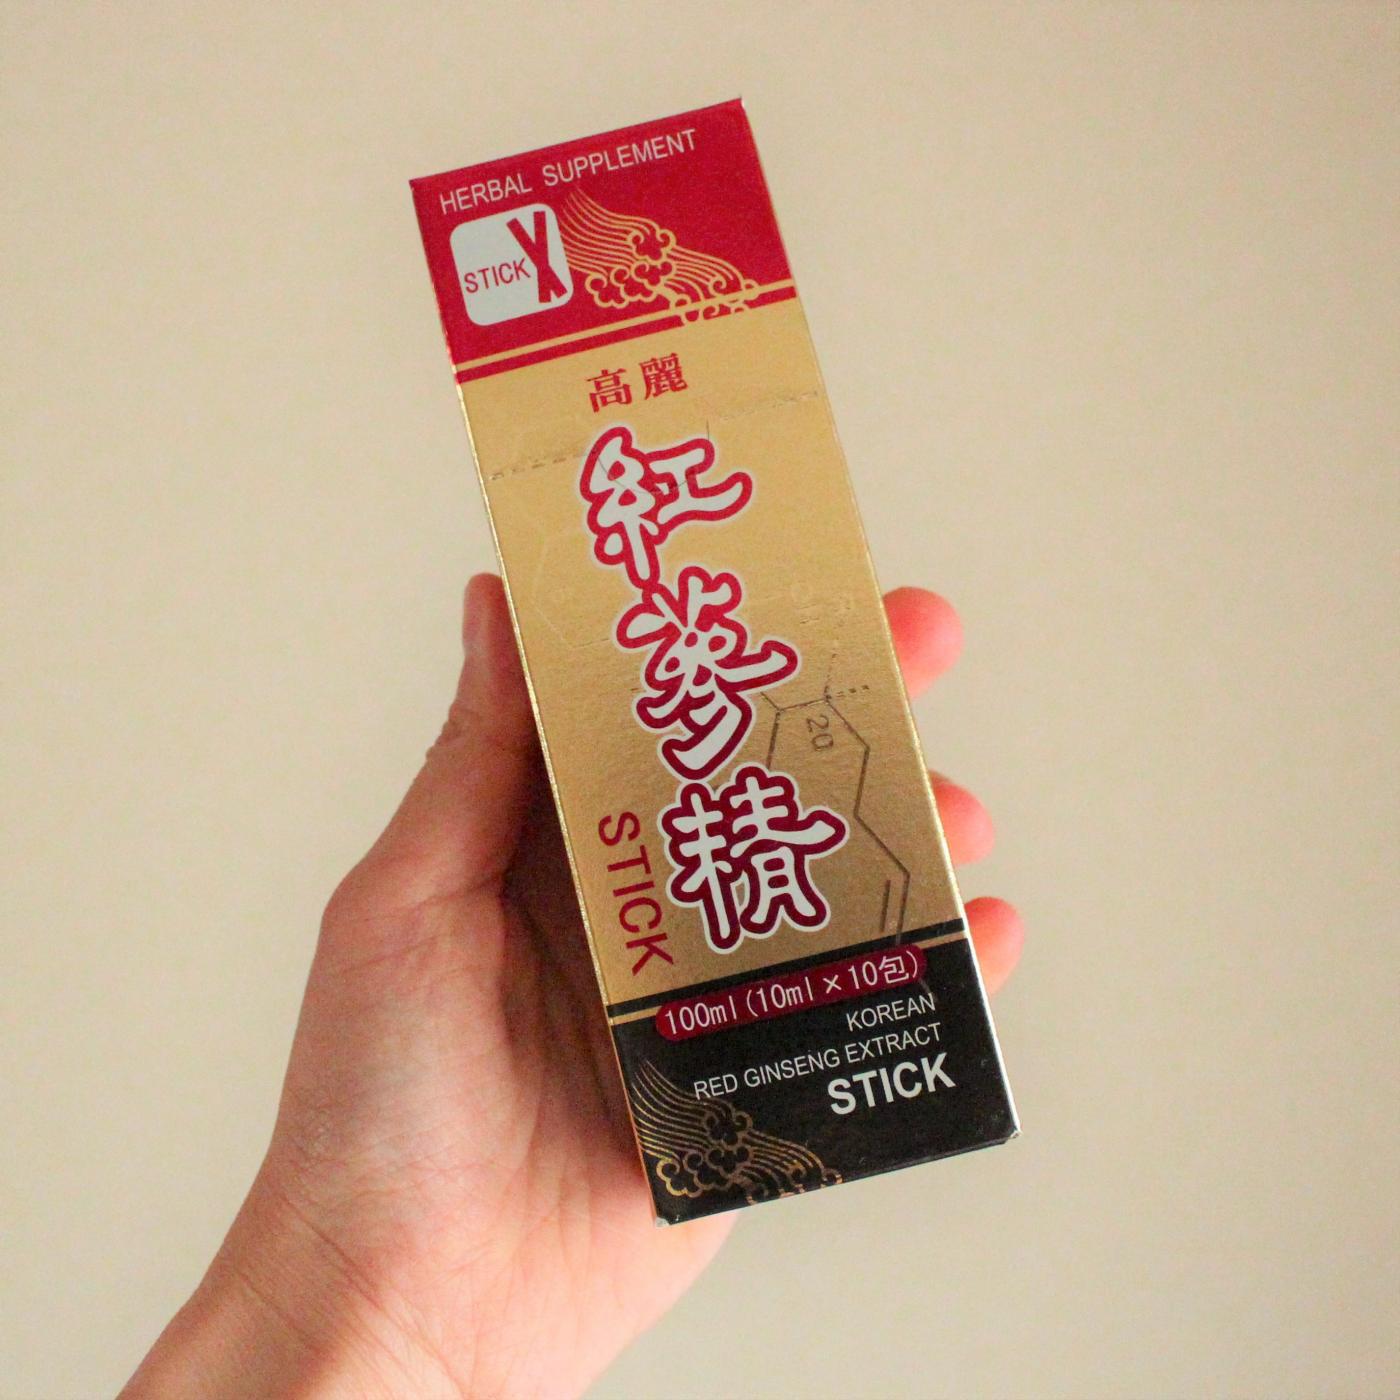 HERBAL SUPPLEMENT
STICK
高麗
紅蔘精
STICK
20
100ml (10ml × 10包)
KOREAN
RED GINSENG EXTRACT
STICK